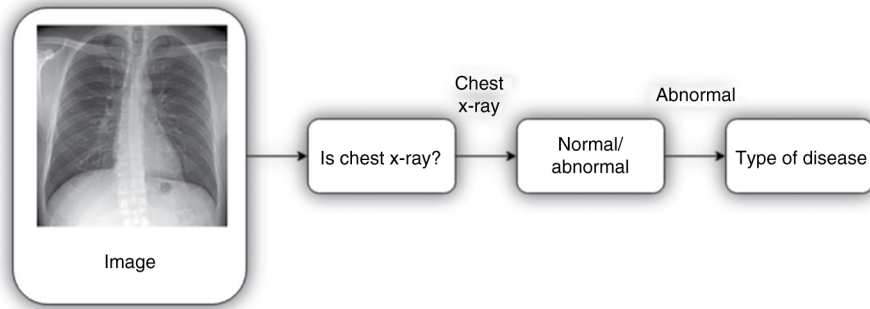 Image
Is chest x-ray?
Chest
x-ray
Normal/
abnormal
Abnormal
Type of disease